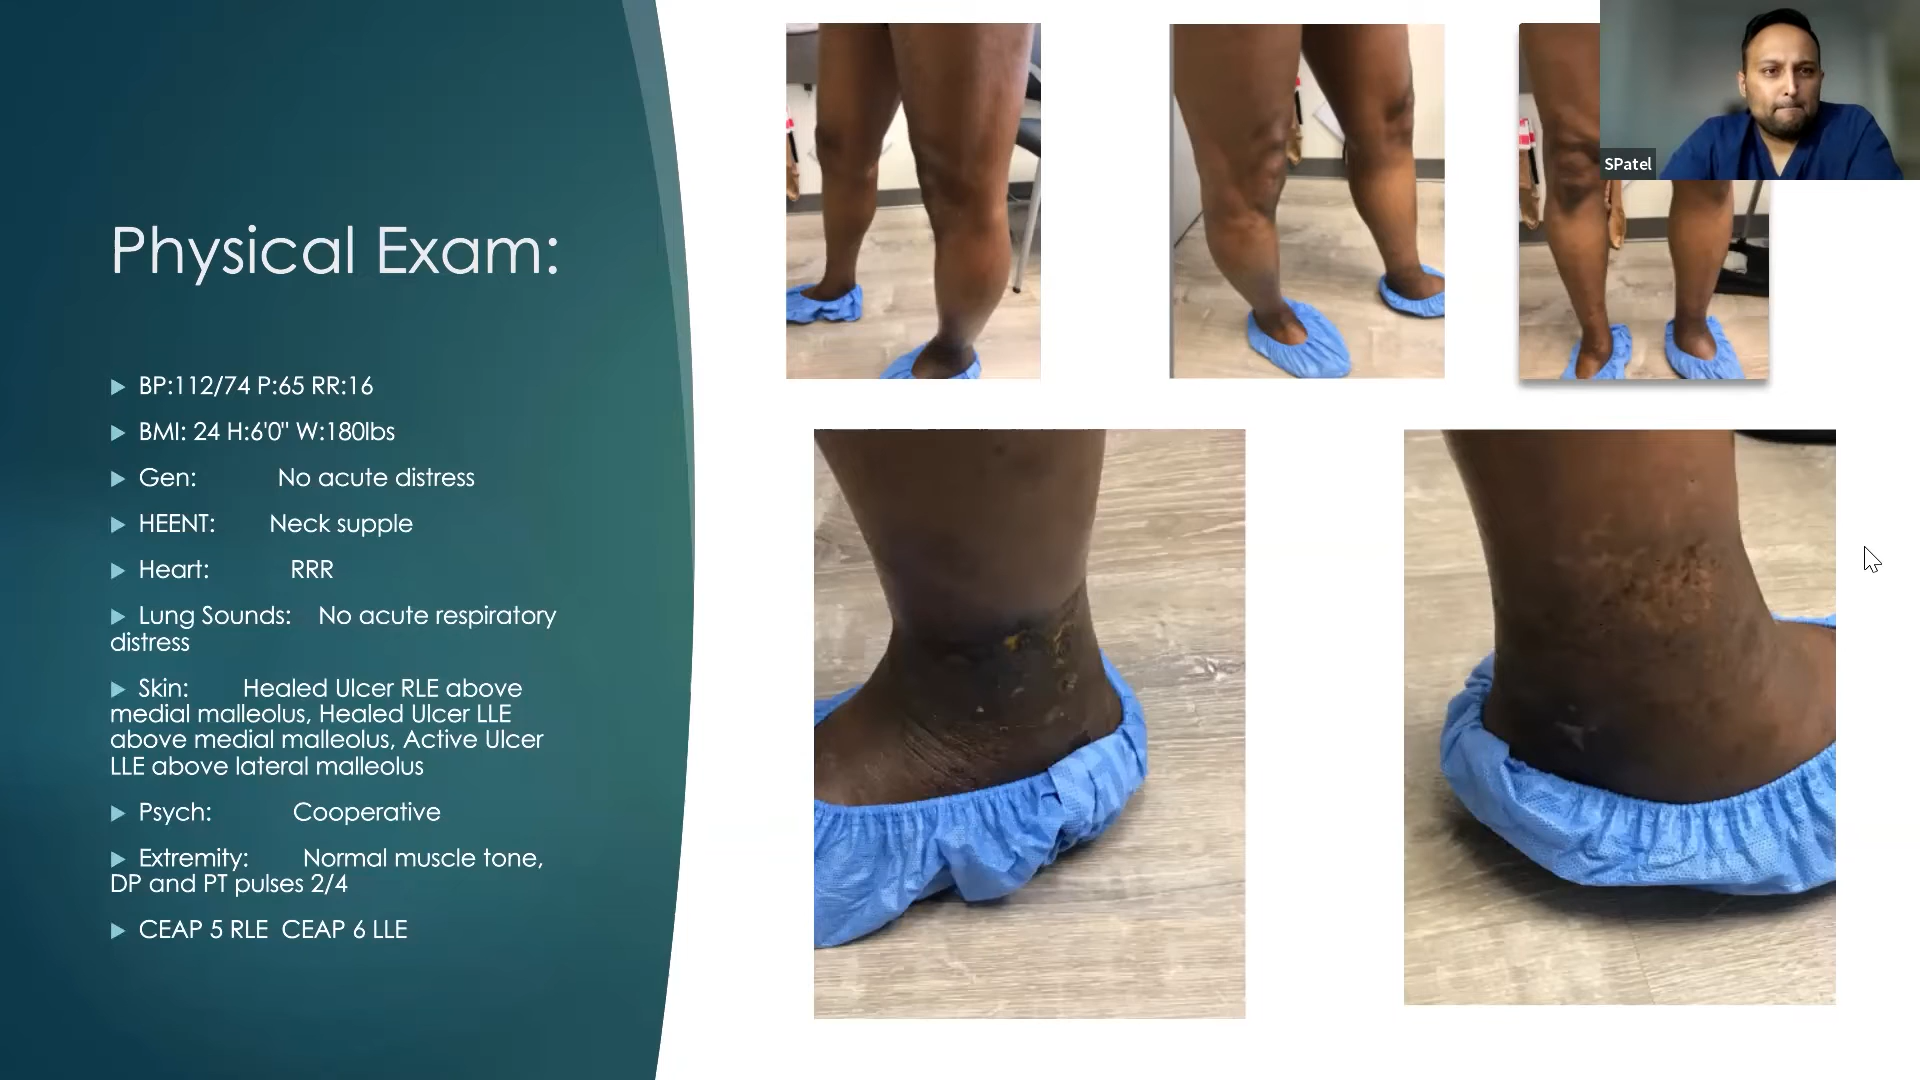 SPatel
Physical Exam:
BP:112/74 P:65 RR:16
BMI: 24 H:6'0" W:180lbs
Gen: No acute distress
HEENT: Neck supple
Heart: RRR
Lung Sounds: No acute respiratory
distress
Skin: Healed Ulcer RLE above
medial malleolus, Healed Ulcer LLE
above medial malleolus, Active Ulcer
LLE above lateral malleolus
Psych: Cooperative
Extremity: Normal muscle tone,
DP and PT pulses 2/4
CEAP 5 RLE CEAP 6 LLE